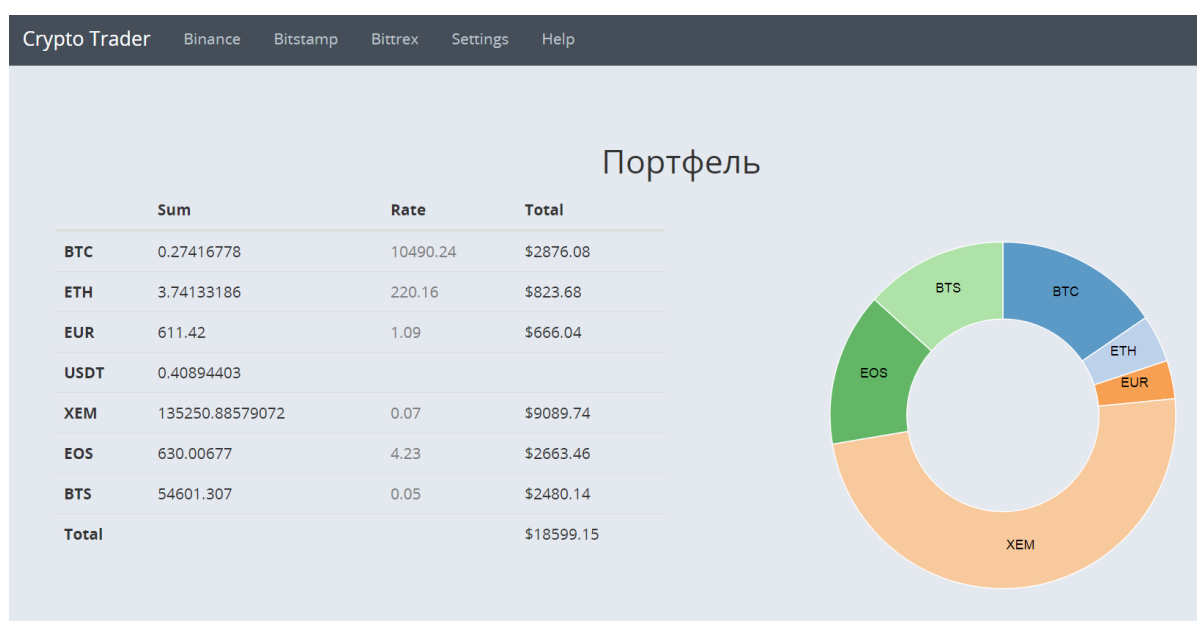 Crypto Trader Binance Bitstamp Bittrex Settings Help
Портфель
Sum Rate Total
BTC 0.27416778 10490.24 $2876.08
ETH 3.74133186 220.16 $823.68
EUR 611.42 1.09 $666.04
USDT 0.40894403
XEM 135250.88579072 0.07 $9089.74
EOS 630.00677 4.23 $2663.46
BTS 54601.307 0.05 $2480.14
Total $18599.15
BTS
BTC
ETH
EOS
EUR
XEM